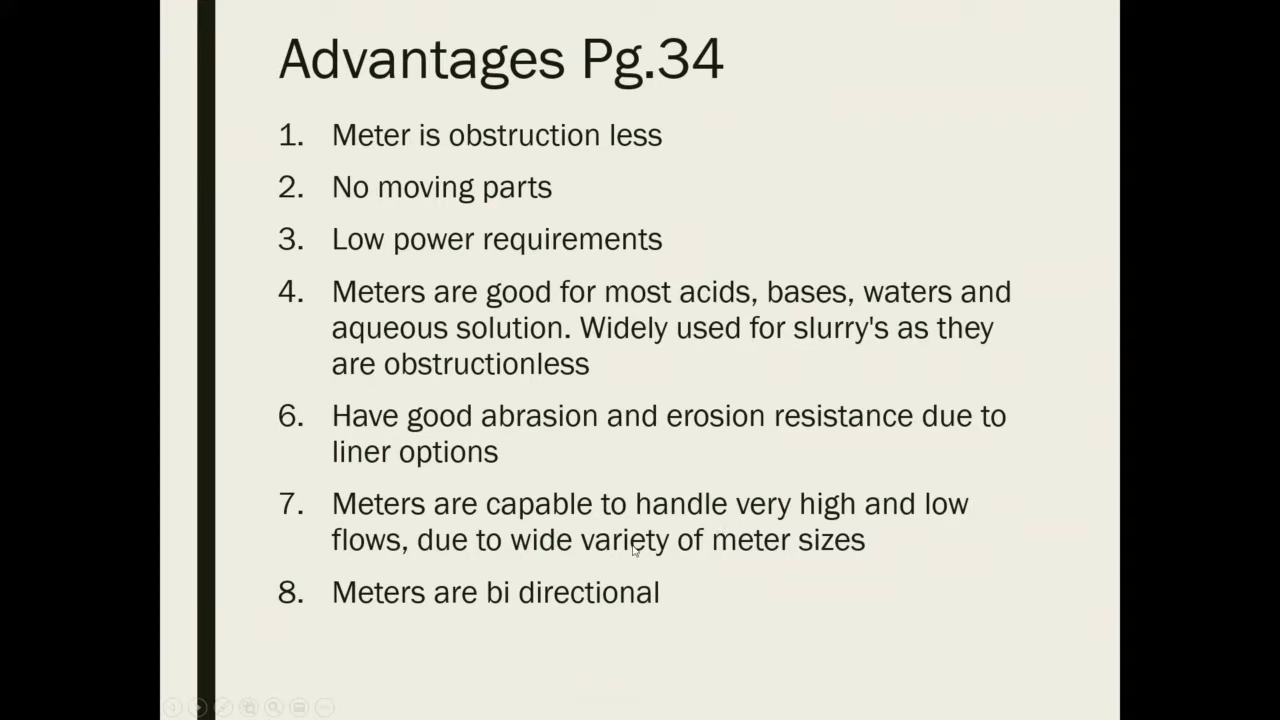 Advantages Pg.34
1. Meter is obstruction less
2. No moving parts
3. Low power requirements
4. Meters are good for most acids, bases, waters and
aqueous solution. Widely used for slurry's as they
are obstructionless
6. Have good abrasion and erosion resistance due to
liner options
7. Meters are capable to handle very high and low
flows, due to wide variety of meter sizes
8. Meters are bi directional